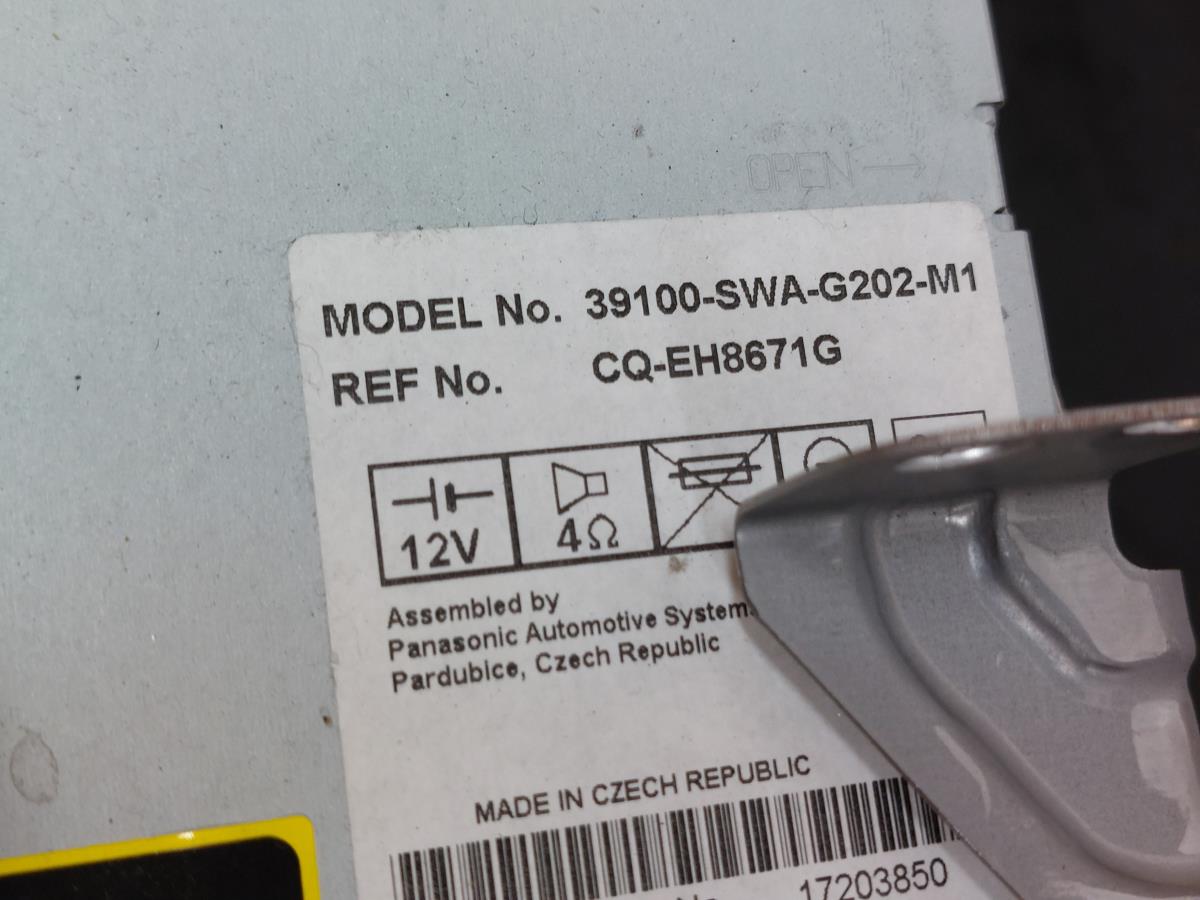 OPEN →
MODEL No. 39100-SWA-G202-M1
REF No. CQ-EH8671G
12V 4Ω
Assembled by
Panasonic Automotive System
Pardubice, Czech Republic
MADE IN CZECH REPUBLIC
17203850